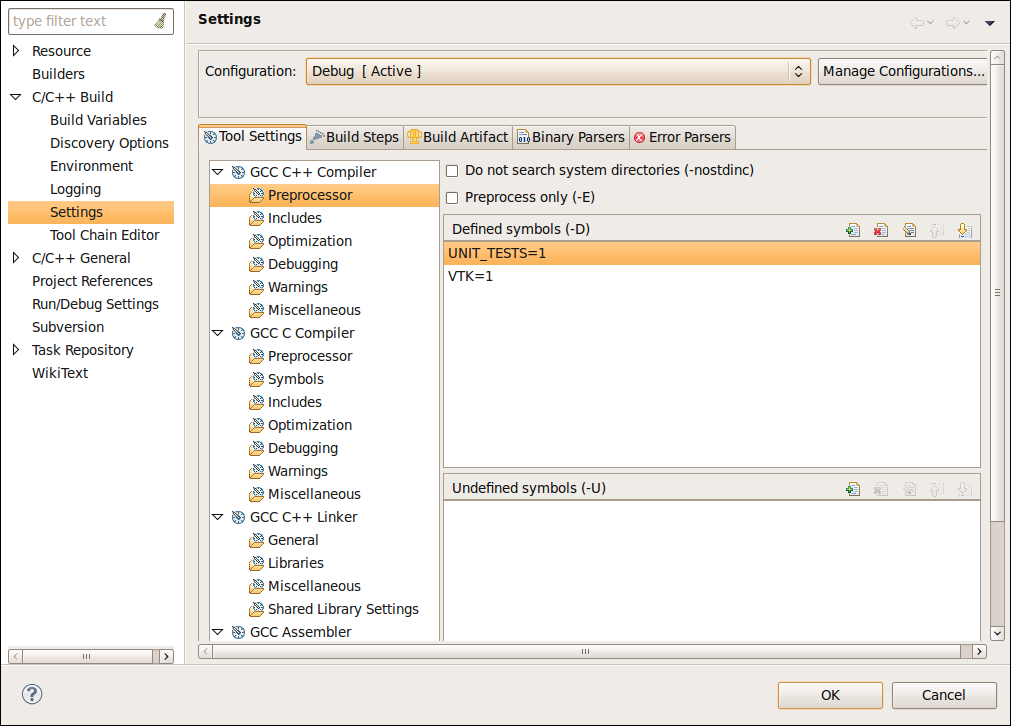 type filter text
Resource
Builders
C/C++ Build
Build Variables
Discovery Options
Environment
Logging
Settings
Tool Chain Editor
C/C++ General
Project References
Run/Debug Settings
Subversion
Task Repository
WikiText
Settings
Configuration: Debug [ Active ] Manage Configurations...
Tool Settings Build Steps Build Artifact Binary Parsers Error Parsers
GCC C++ Compiler
Preprocessor
Includes
Optimization
Debugging
Warnings
Miscellaneous
GCC C Compiler
Preprocessor
Symbols
Includes
Optimization
Debugging
Warnings
Miscellaneous
GCC C++ Linker
General
Libraries
Miscellaneous
Shared Library Settings
GCC Assembler
Do not search system directories (-nostdinc)
Preprocess only (-E)
Defined symbols (-D)
UNIT_TESTS=1
VTK=1
Undefined symbols (-U)
OK Cancel